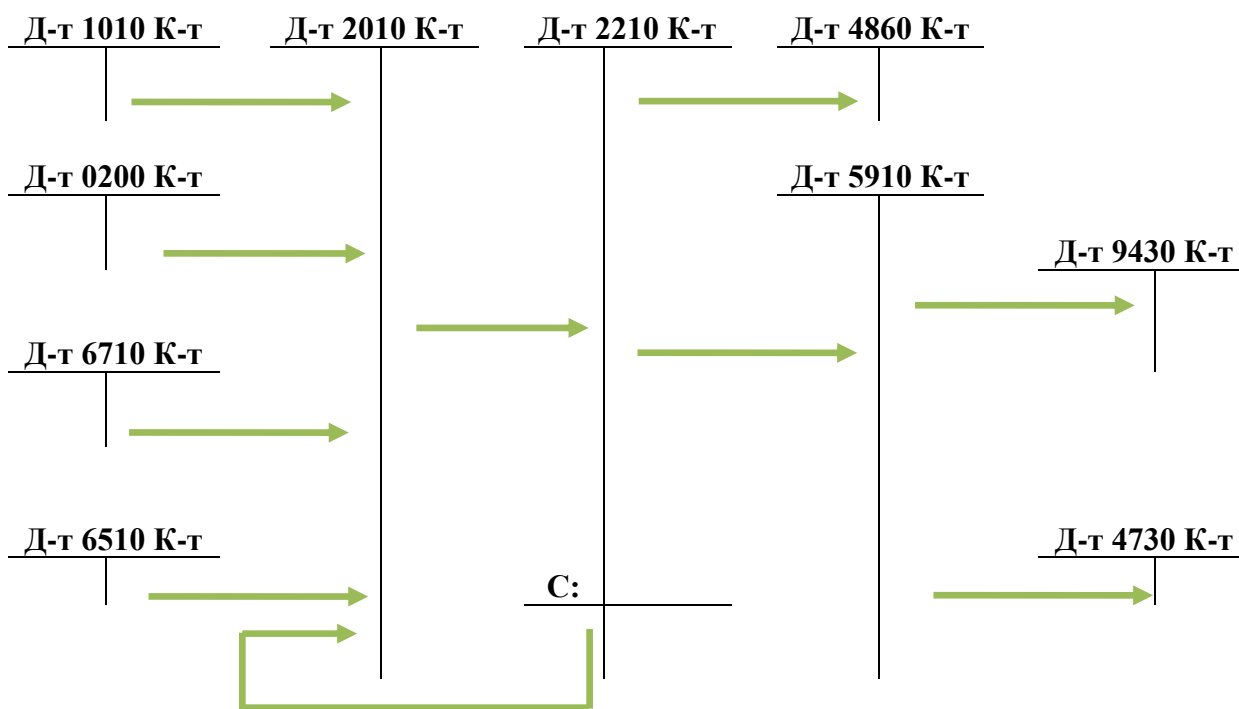 Д-т 1010 К-т
Д-т 2010 К-т
Д-т 2210 К-т
Д-т 4860 К-т
Д-т 0200 К-т
Д-т 5910 К-т
Д-т 9430 К-т
Д-т 6710 К-т
Д-т 6510 К-т
Д-т 4730 К-т
С: